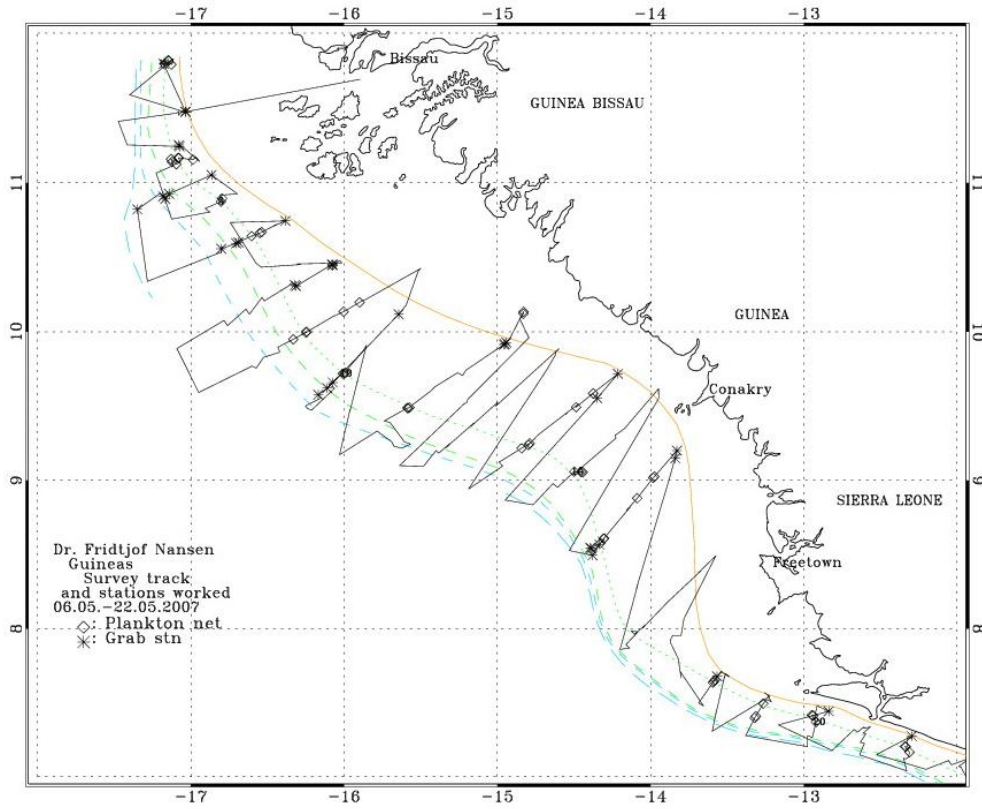 -17 -16 -15 -14 -13
Bissau
GUINEA BISSAU
11 11
GUINEA
10 10
Conakry
9 9
SIERRA LEONE
Dr. Fridtjof Nansen
Guineas
Survey track
and stations worked
06.05.-22.05.2007
: Plankton net
: Grab stn
Freetown
8 8
20
-17 -16 -15 -14 -13